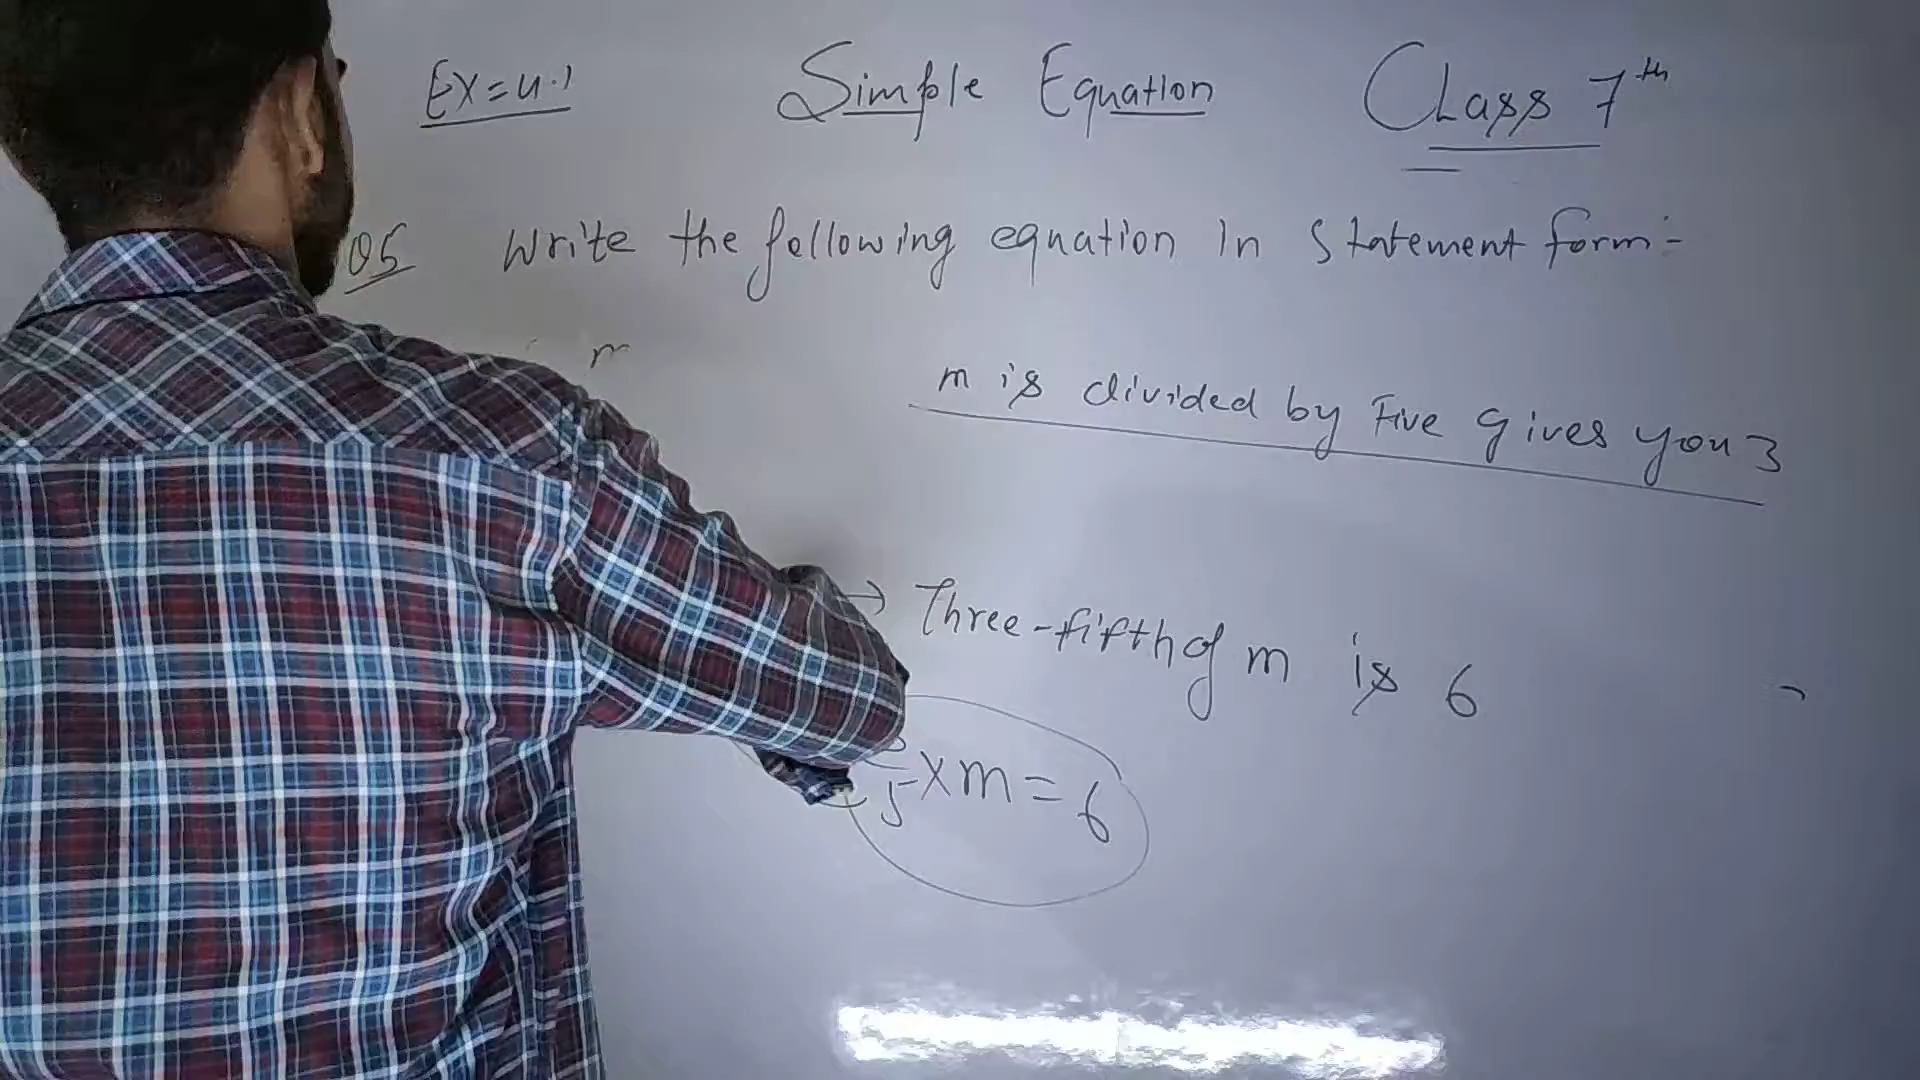 Ex = 4.1 Simple Equation Class 7th
Q5 Write the following equation in Statement form:-
m
m is divided by Five gives you 3
→ Three-fifth of m is 6
5 × m = 6